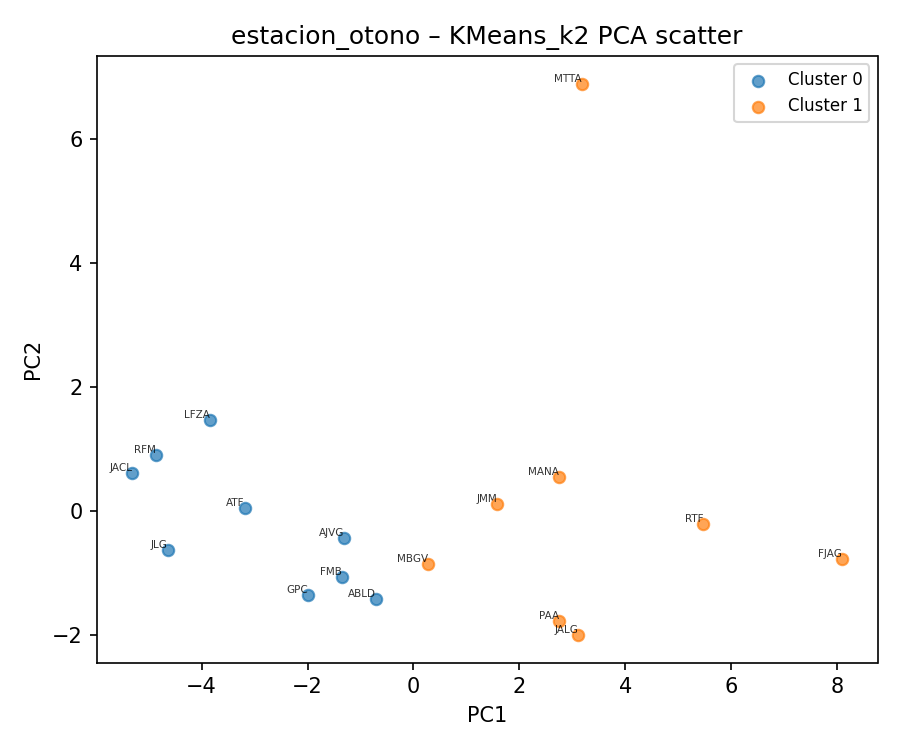 estacion_otono – KMeans_k2 PCA scatter
Cluster 0
Cluster 1
MTTA
6
4
PC2
2
LFZA
RFM
JACL
MANA
JMM
0
ATF
RTF
AJVG
JLG
FJAG
MBGV
FMB
GPC
ABLD
PAA
JALG
−2
−4 −2 0 2 4 6 8
PC1